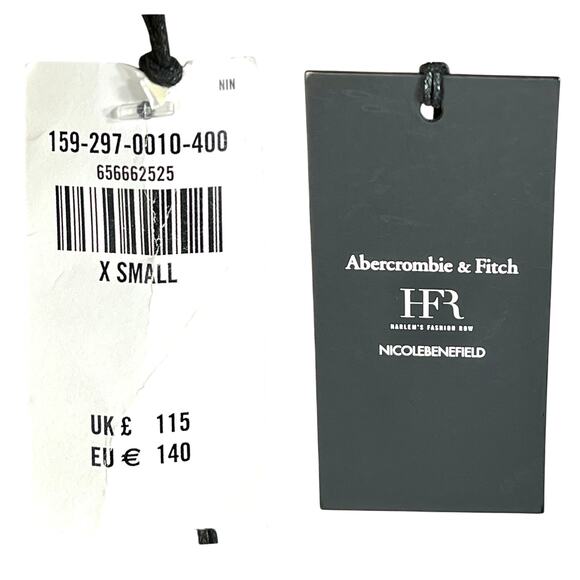 NIN
159-297-0010-400
656662525
X SMALL
UK £ 115
EU € 140
Abercrombie & Fitch
HFR
HARLEM'S FASHION ROW
NICOLEBENEFIELD